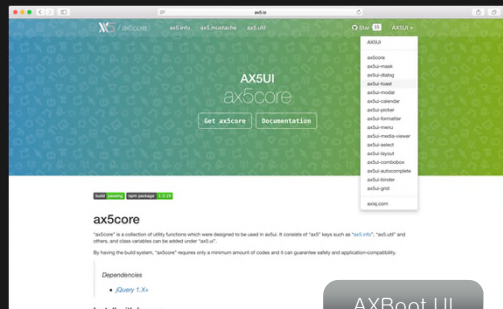 ax5.io
AX5 / ax5core
ax5.info
ax5.mustache
ax5.util
Star
AX5UI
AX5UI
ax5core
ax5ui-mask
ax5ui-dialog
ax5ui-toast
ax5ui-modal
ax5ui-calendar
ax5ui-picker
ax5ui-formatter
ax5ui-menu
ax5ui-media-viewer
ax5ui-select
ax5ui-layout
ax5ui-combobox
ax5ui-autocomplete
ax5ui-binder
ax5ui-grid
axisj.com
AX5UI
ax5core
Get ax5core
Documentation
build passing
npm package
ax5core
"ax5core" is a collection of utility functions which were designed to be used in ax5ui. It consists of "ax5" keys such as "ax5.info", "ax5.util" and
others, and class variables can be added under "ax5.ui".
By having the build system, "ax5core" requires only a minimum amount of codes and it can guarantee safety and application-compatibility.
Dependencies
jQuery 1.X+
AXBoot UI